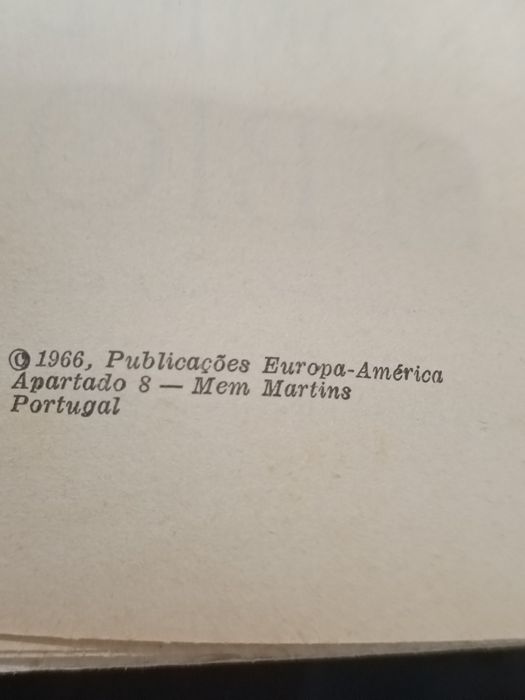 © 1966, Publicações Europa-América
Apartado 8 — Mem Martins
Portugal